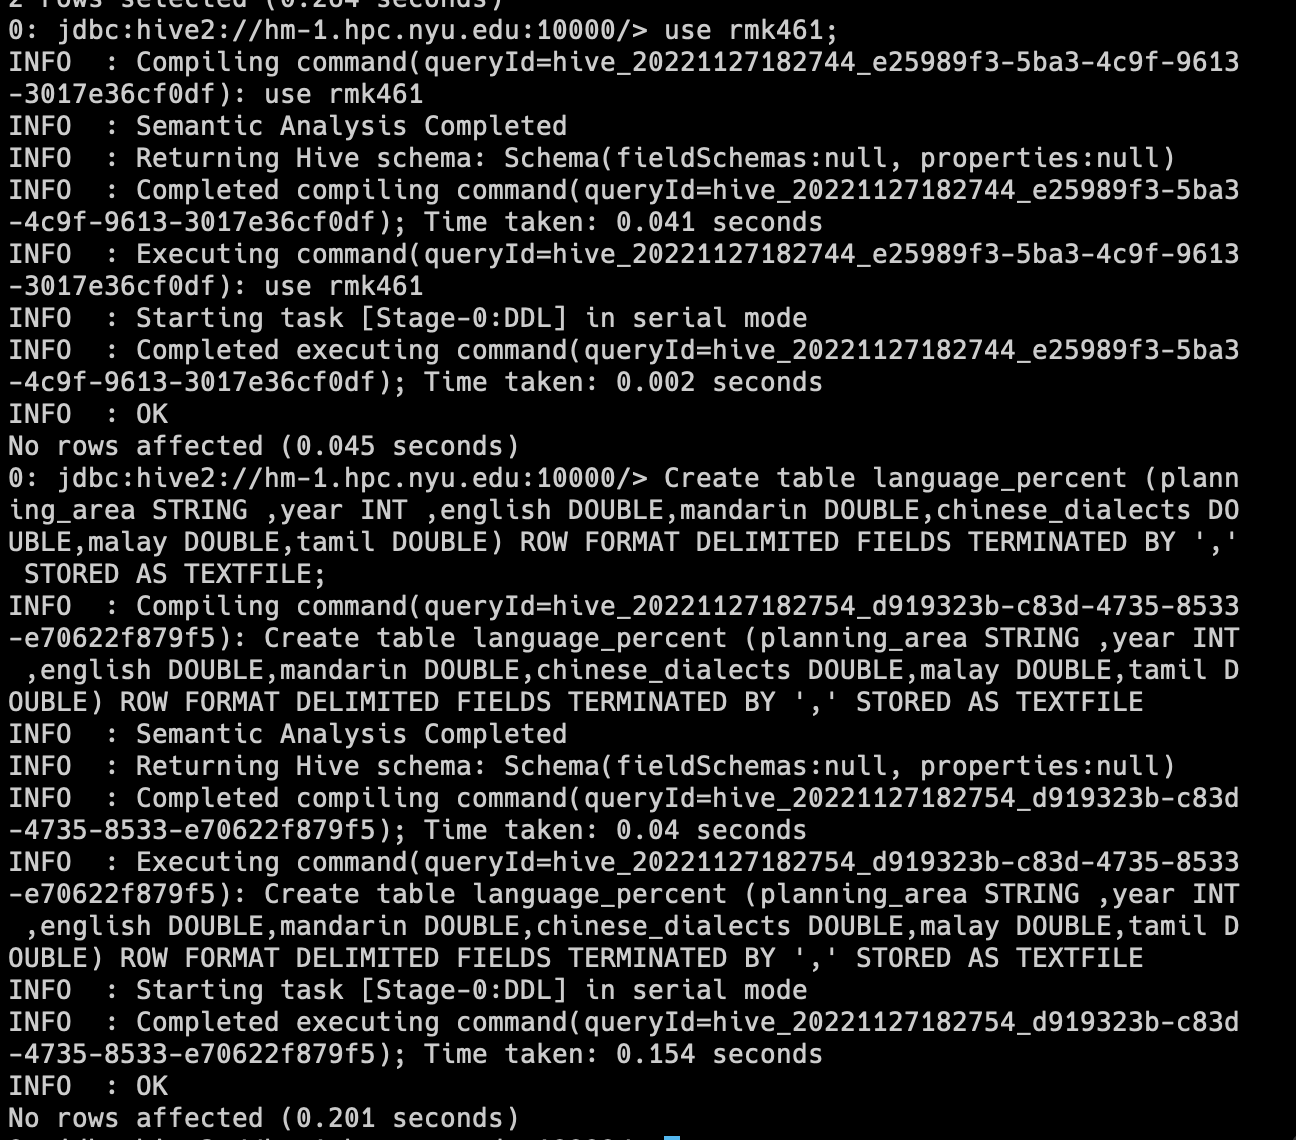 2 rows selected (0.264 seconds)
0: jdbc:hive2://hm-1.hpc.nyu.edu:10000/> use rmk461;
INFO  : Compiling command(queryId=hive_20221127182744_e25989f3-5ba3-4c9f-9613
-3017e36cf0df): use rmk461
INFO  : Semantic Analysis Completed
INFO  : Returning Hive schema: Schema(fieldSchemas:null, properties:null)
INFO  : Completed compiling command(queryId=hive_20221127182744_e25989f3-5ba3
-4c9f-9613-3017e36cf0df); Time taken: 0.041 seconds
INFO  : Executing command(queryId=hive_20221127182744_e25989f3-5ba3-4c9f-9613
-3017e36cf0df): use rmk461
INFO  : Starting task [Stage-0:DDL] in serial mode
INFO  : Completed executing command(queryId=hive_20221127182744_e25989f3-5ba3
-4c9f-9613-3017e36cf0df); Time taken: 0.002 seconds
INFO  : OK
No rows affected (0.045 seconds)
0: jdbc:hive2://hm-1.hpc.nyu.edu:10000/> Create table language_percent (plann
ing_area STRING ,year INT ,english DOUBLE,mandarin DOUBLE,chinese_dialects DO
UBLE,malay DOUBLE,tamil DOUBLE) ROW FORMAT DELIMITED FIELDS TERMINATED BY ','
 STORED AS TEXTFILE;
INFO  : Compiling command(queryId=hive_20221127182754_d919323b-c83d-4735-8533
-e70622f879f5): Create table language_percent (planning_area STRING ,year INT
 ,english DOUBLE,mandarin DOUBLE,chinese_dialects DOUBLE,malay DOUBLE,tamil D
OUBLE) ROW FORMAT DELIMITED FIELDS TERMINATED BY ',' STORED AS TEXTFILE
INFO  : Semantic Analysis Completed
INFO  : Returning Hive schema: Schema(fieldSchemas:null, properties:null)
INFO  : Completed compiling command(queryId=hive_20221127182754_d919323b-c83d
-4735-8533-e70622f879f5); Time taken: 0.04 seconds
INFO  : Executing command(queryId=hive_20221127182754_d919323b-c83d-4735-8533
-e70622f879f5): Create table language_percent (planning_area STRING ,year INT
 ,english DOUBLE,mandarin DOUBLE,chinese_dialects DOUBLE,malay DOUBLE,tamil D
OUBLE) ROW FORMAT DELIMITED FIELDS TERMINATED BY ',' STORED AS TEXTFILE
INFO  : Starting task [Stage-0:DDL] in serial mode
INFO  : Completed executing command(queryId=hive_20221127182754_d919323b-c83d
-4735-8533-e70622f879f5); Time taken: 0.154 seconds
INFO  : OK
No rows affected (0.201 seconds)